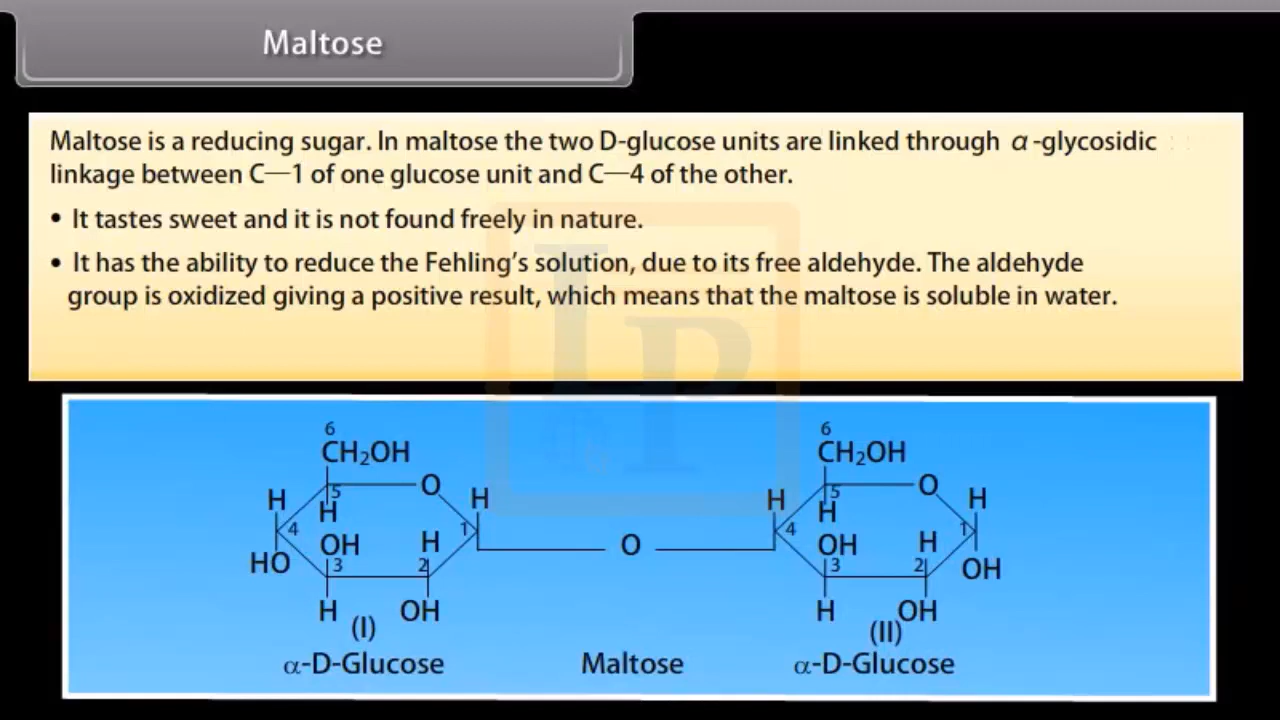 Maltose
Maltose is a reducing sugar. In maltose the two D-glucose units are linked through α-glycosidic
linkage between C—1 of one glucose unit and C—4 of the other.
• It tastes sweet and it is not found freely in nature.
• It has the ability to reduce the Fehling's solution, due to its free aldehyde. The aldehyde
group is oxidized giving a positive result, which means that the maltose is soluble in water.
6 6
CH₂OH CH₂OH
H 5 O H H 5 O H
H H
4 1 4 1
HO OH H O OH H OH
3 2 3 2
H OH H OH
(I) (II)
α-D-Glucose Maltose α-D-Glucose